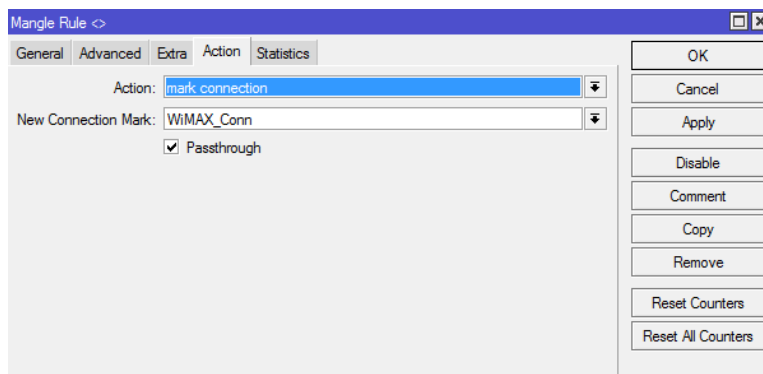 Mangle Rule <>
General Advanced Extra Action Statistics
Action: mark connection
New Connection Mark: WiMAX_Conn
Passthrough
OK
Cancel
Apply
Disable
Comment
Copy
Remove
Reset Counters
Reset All Counters